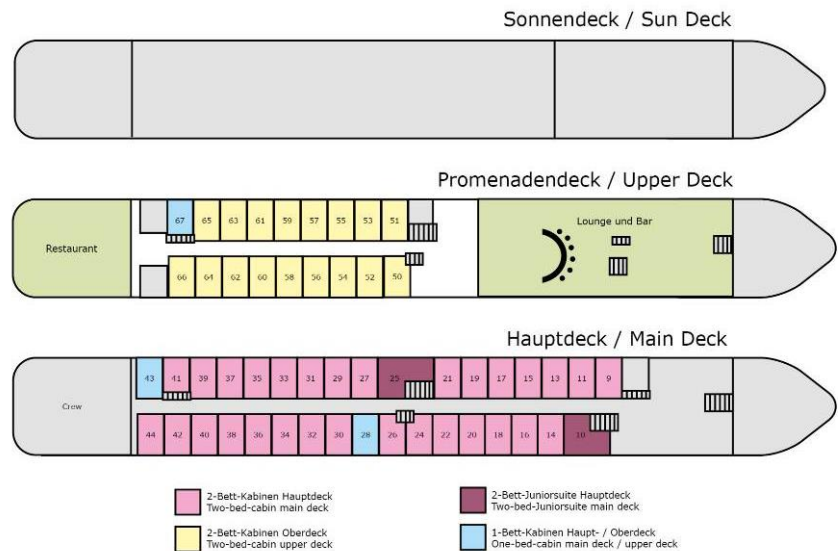 Sonnendeck / Sun Deck
Promenadendeck / Upper Deck
67 65 63 61 59 57 55 53 51
Restaurant
Lounge und Bar
66 64 62 60 58 56 54 52 50
Hauptdeck / Main Deck
43 41 39 37 35 33 31 29 27 25 21 19 17 15 13 11 9
Crew
44 42 40 38 36 34 32 30 28 26 24 22 20 18 16 14 10
2-Bett-Kabinen Hauptdeck
Two-bed-cabin main deck
2-Bett-Juniorsuite Hauptdeck
Two-bed-Juniorsuite main deck
2-Bett-Kabinen Oberdeck
Two-bed-cabin upper deck
1-Bett-Kabinen Haupt- / Oberdeck
One-bed-cabin main deck / upper deck